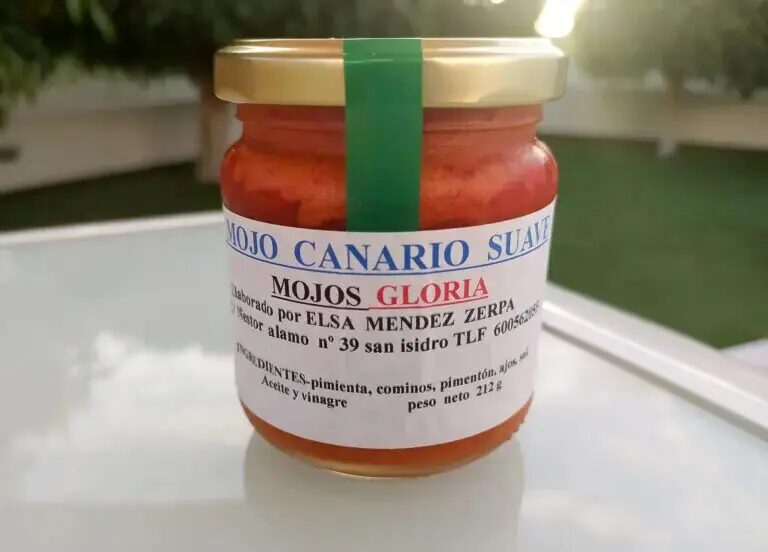 MOJO CANARIO SUAVE
MOJOS GLORIA
Elaborado por ELSA MENDEZ ZERPA
Nestor alamo nº 39 san isidro TLF
INGREDIENTES-pimienta, cominos, pimentón, ajos, sal,
Aceite y vinagre peso neto 212 g